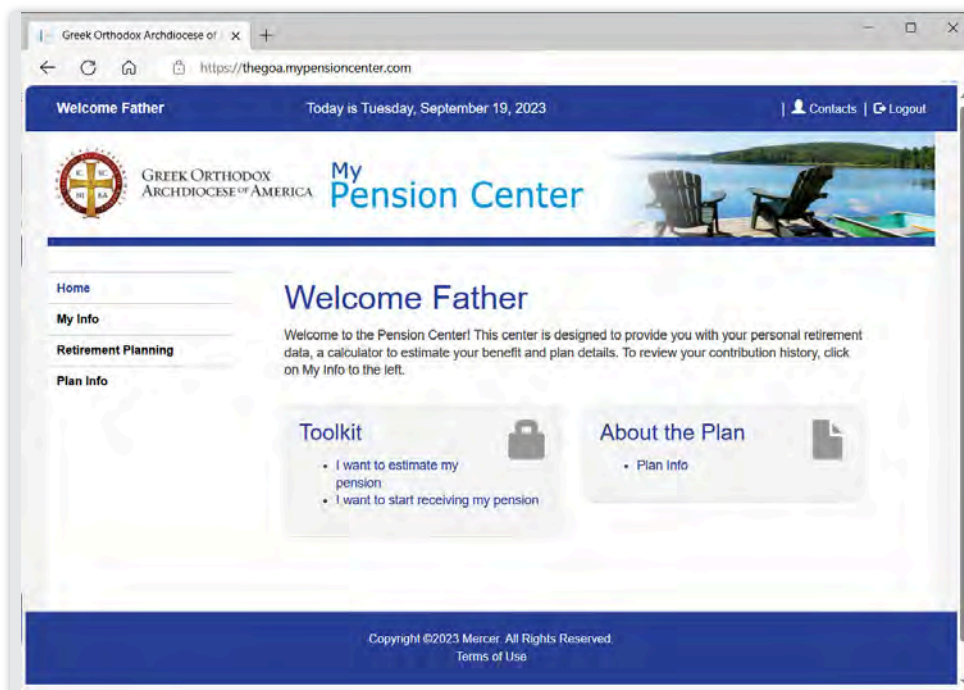 Greek Orthodox Archdiocese of
https://thegoa.mypensioncenter.com
Welcome Father
Today is Tuesday, September 19, 2023
| Contacts | Logout
IC XC
NI KA
GREEK ORTHODOX
ARCHDIOCESE OF AMERICA
My
Pension Center
Home
My Info
Retirement Planning
Plan Info
Welcome Father
Welcome to the Pension Center! This center is designed to provide you with your personal retirement
data, a calculator to estimate your benefit and plan details. To review your contribution history, click
on My Info to the left.
Toolkit
• I want to estimate my
pension
• I want to start receiving my pension
About the Plan
• Plan Info
Copyright ©2023 Mercer. All Rights Reserved.
Terms of Use